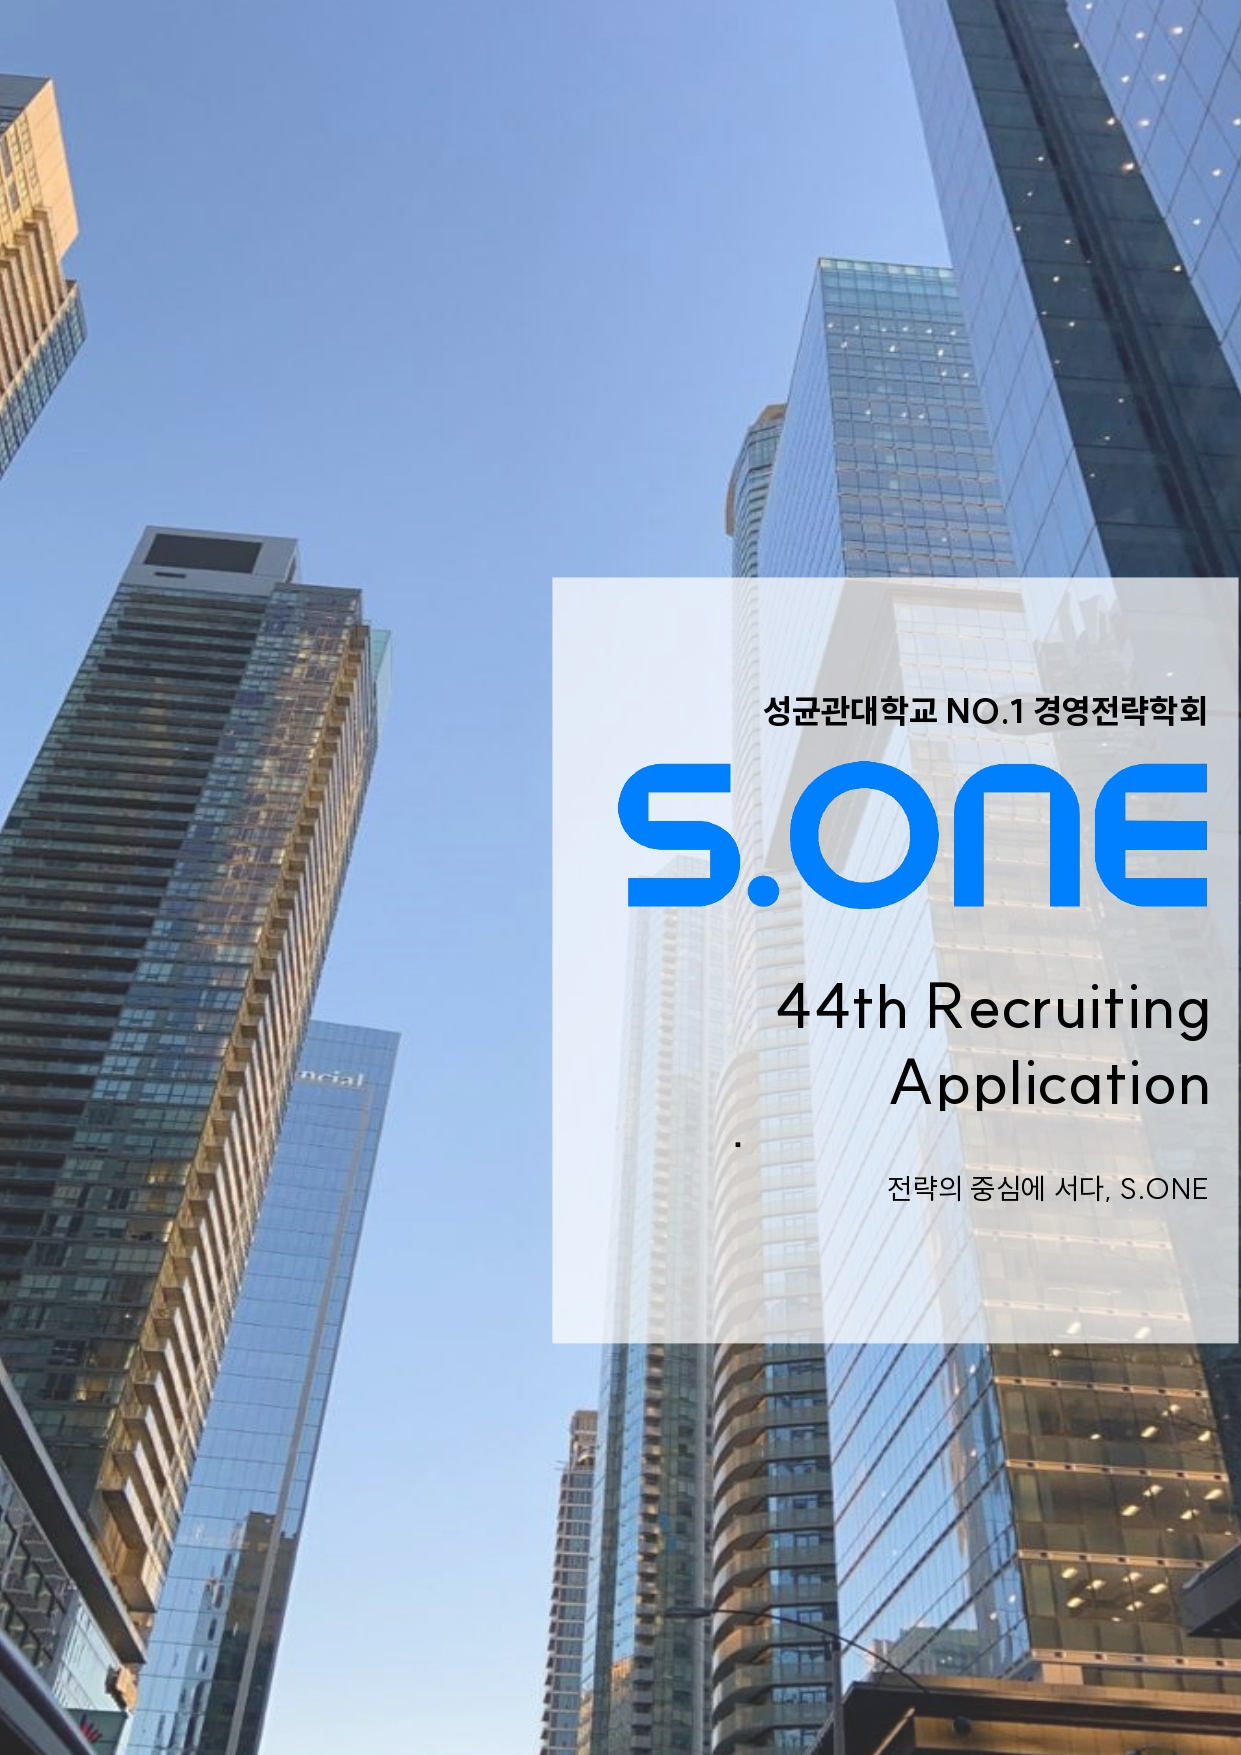 성균관대학교 NO.1 경영전략학회
S.ONE
44th Recruiting
Application
.
전략의 중심에 서다, S.ONE
ncial